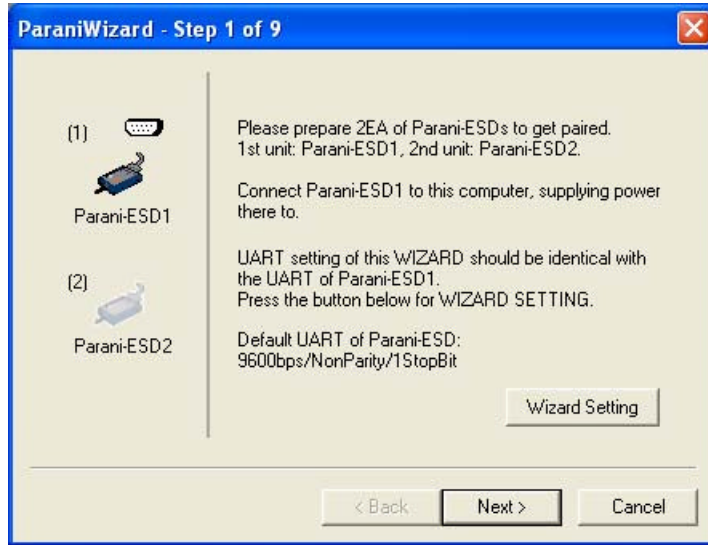 ParaniWizard - Step 1 of 9
(1)
Parani-ESD1
(2)
Parani-ESD2
Please prepare 2EA of Parani-ESDs to get paired.
1st unit: Parani-ESD1, 2nd unit: Parani-ESD2.
Connect Parani-ESD1 to this computer, supplying power
there to.
UART setting of this WIZARD should be identical with
the UART of Parani-ESD1.
Press the button below for WIZARD SETTING.
Default UART of Parani-ESD:
9600bps/NonParity/1StopBit
Wizard Setting
< Back
Next >
Cancel